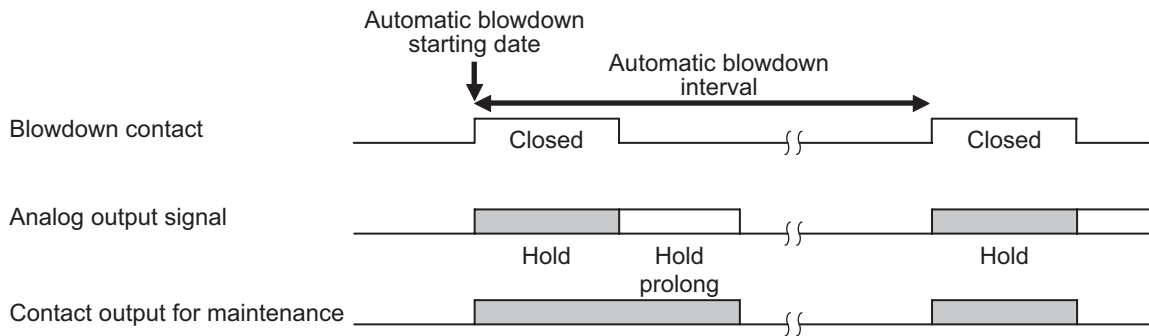 Automatic blowdown
starting date
Automatic blowdown
interval
Blowdown contact
Closed
Closed
Analog output signal
Hold
Hold
prolong
Hold
Contact output for maintenance